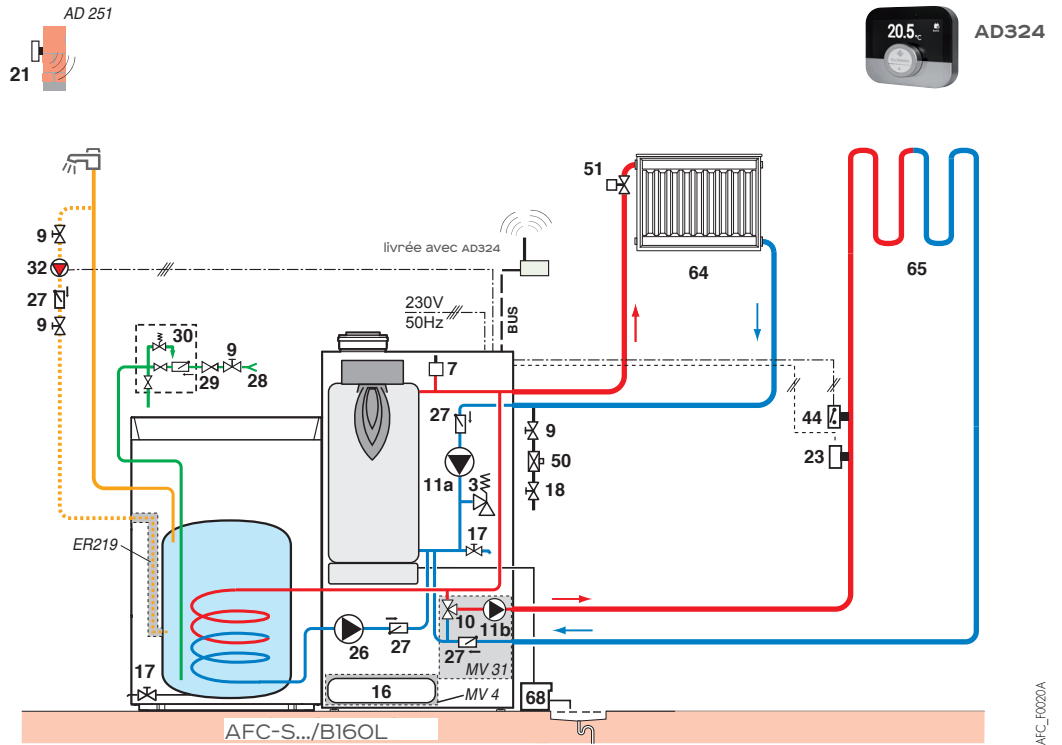 AD 251
21
20.5°C
AD324
9
32
27
9
livrée avec AD324
230V
50Hz
BUS
51
64
65
30
9
29
28
7
27
9
11a
3
50
18
17
44
23
ER219
10
11b
26
27
27
MV 31
17
16
MV 4
68
AFC-S.../B160L
AFC_F0020A